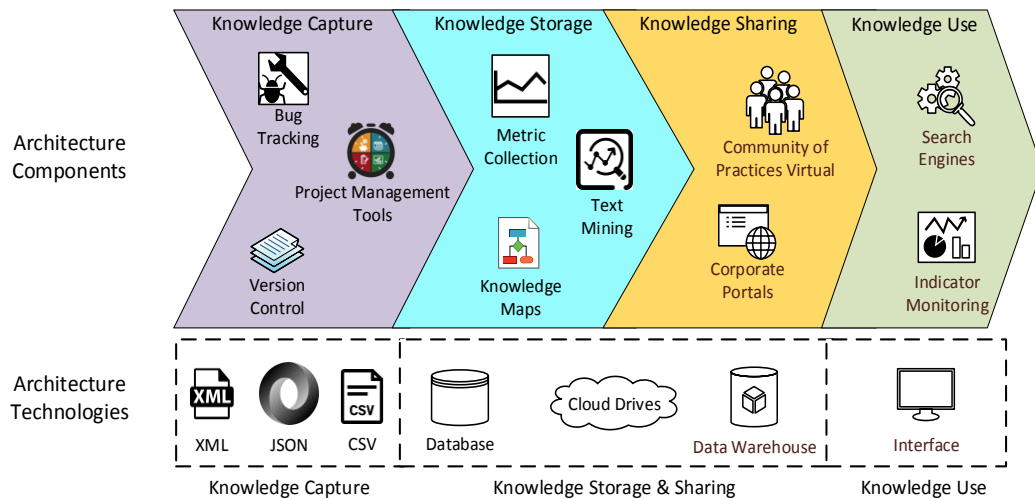 Knowledge Capture
Knowledge Storage
Knowledge Sharing
Knowledge Use
Architecture
Components
Bug
Tracking
Project Management
Tools
Version
Control
Metric
Collection
Text
Mining
Knowledge
Maps
Community of
Practices Virtual
Corporate
Portals
Search
Engines
Indicator
Monitoring
Architecture
Technologies
XML
XML
JSON
CSV
CSV
Database
Cloud Drives
Data Warehouse
Interface
Knowledge Capture
Knowledge Storage & Sharing
Knowledge Use